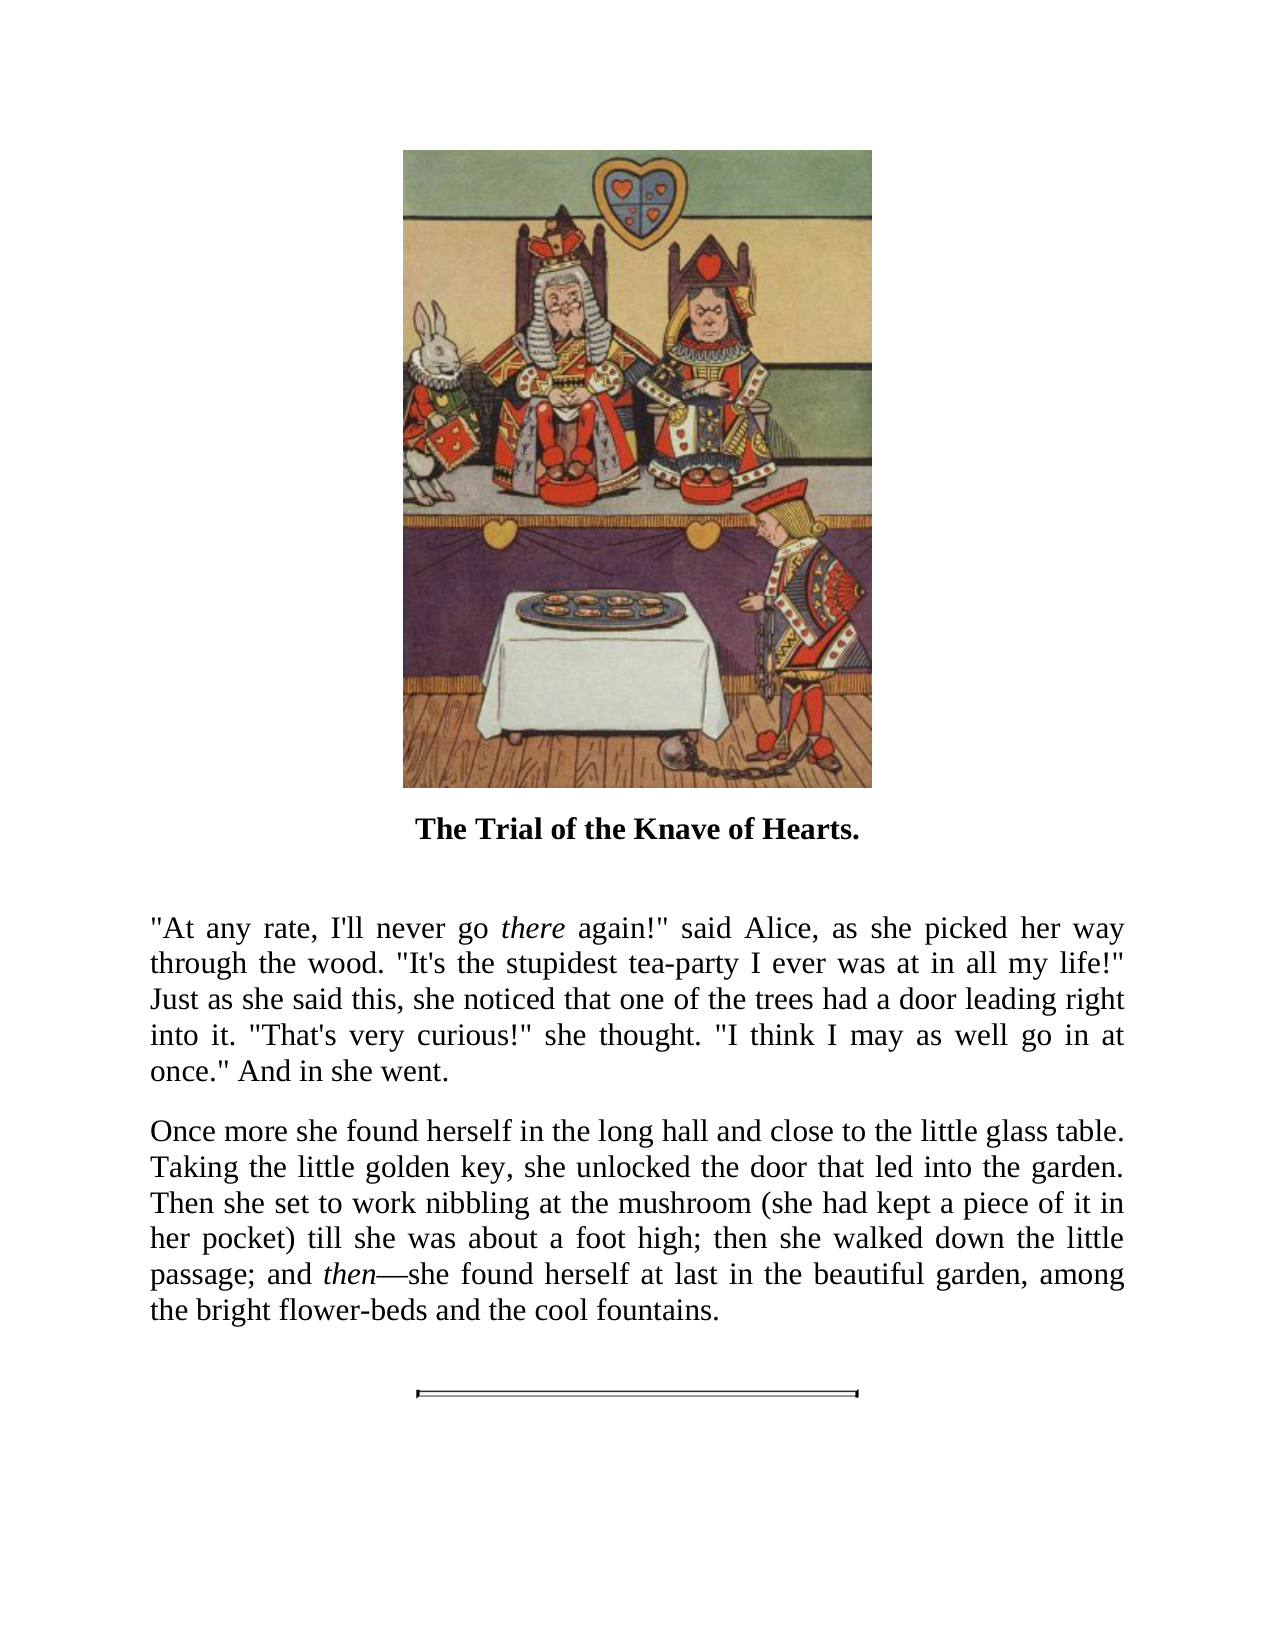 The Trial of the Knave of Hearts.
"At any rate, I'll never go there again!" said Alice, as she picked her way
through the wood. "It's the stupidest tea-party I ever was at in all my life!"
Just as she said this, she noticed that one of the trees had a door leading right
into it. "That's very curious!" she thought. "I think I may as well go in at
once." And in she went.
Once more she found herself in the long hall and close to the little glass table.
Taking the little golden key, she unlocked the door that led into the garden.
Then she set to work nibbling at the mushroom (she had kept a piece of it in
her pocket) till she was about a foot high; then she walked down the little
passage; and then—she found herself at last in the beautiful garden, among
the bright flower-beds and the cool fountains.